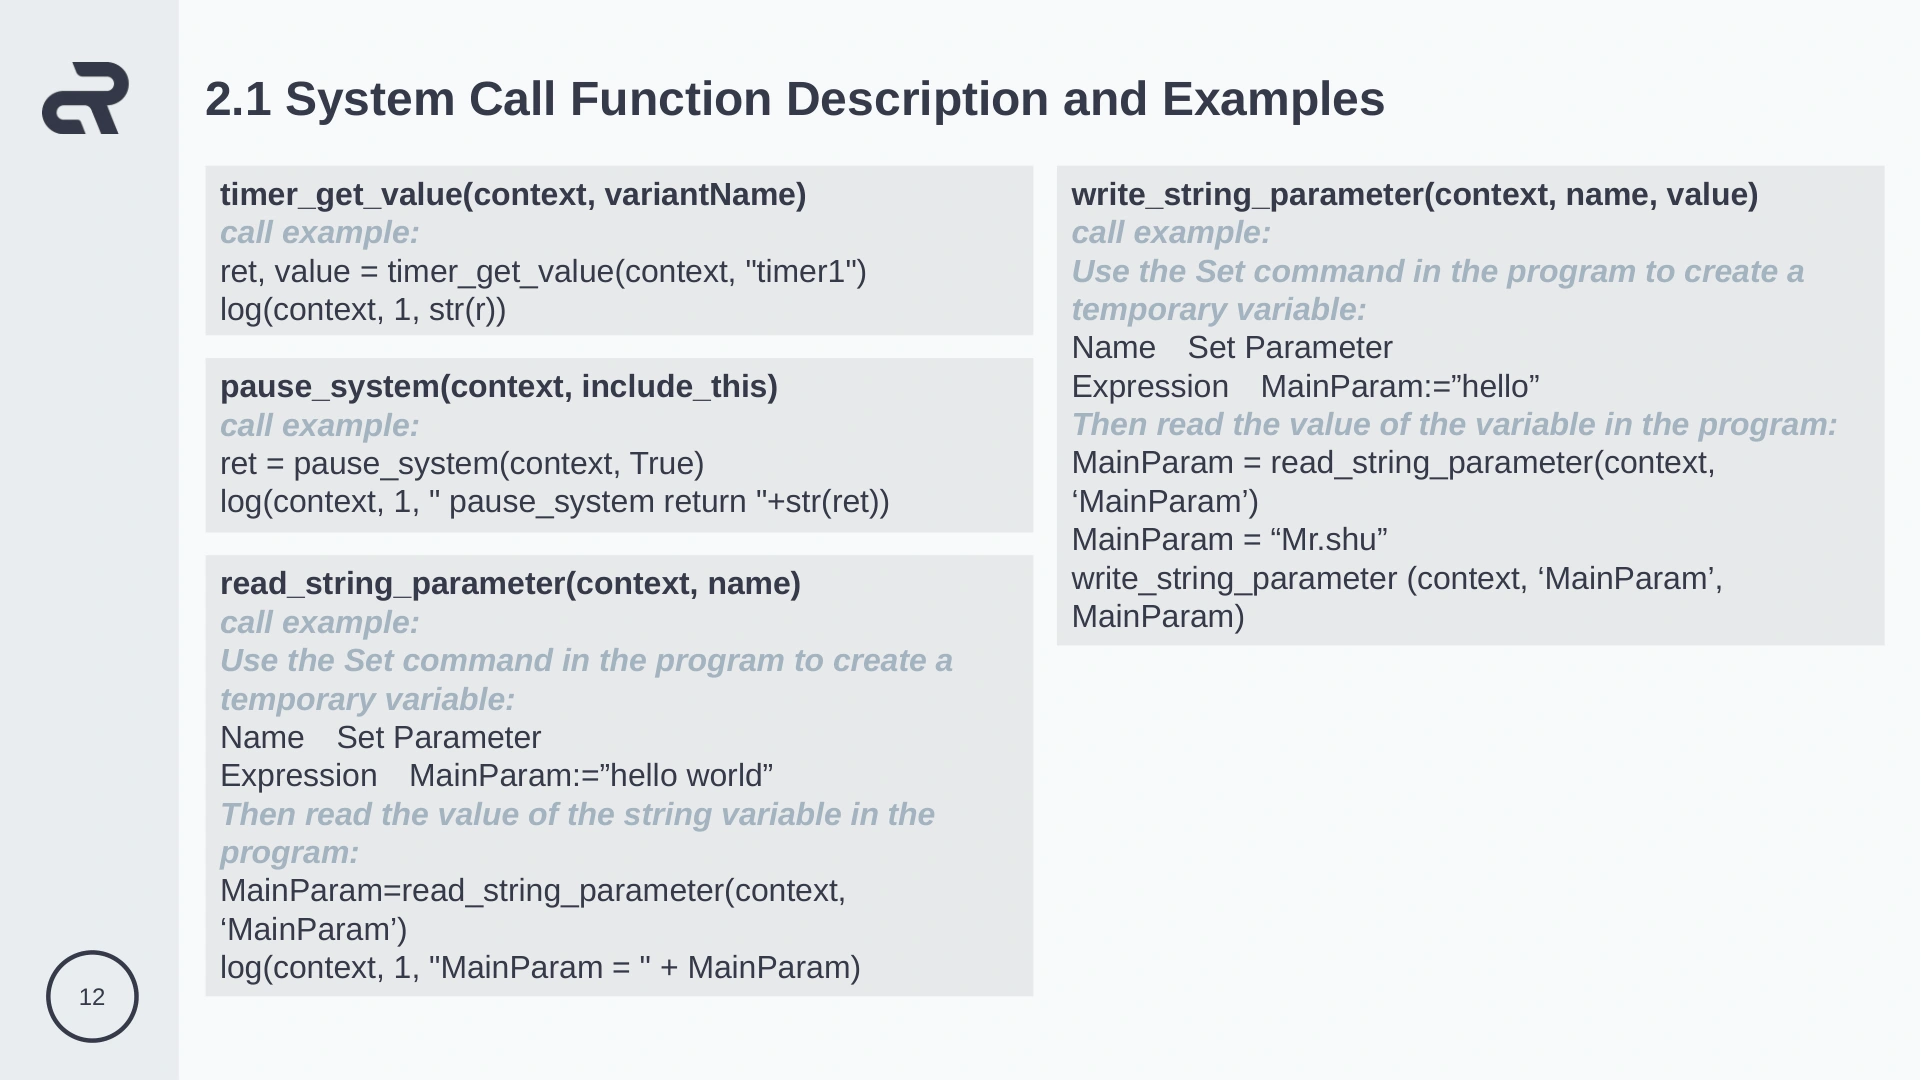 2.1 System Call Function Description and Examples
timer_get_value(context, variantName)
call example:
ret, value = timer_get_value(context, "timer1")
log(context, 1, str(r))
pause_system(context, include_this)
call example:
ret = pause_system(context, True)
log(context, 1, " pause_system return "+str(ret))
read_string_parameter(context, name)
call example:
Use the Set command in the program to create a
temporary variable:
Name    Set Parameter
Expression    MainParam:=”hello world”
Then read the value of the string variable in the
program:
MainParam=read_string_parameter(context,
‘MainParam’)
log(context, 1, "MainParam = " + MainParam)
write_string_parameter(context, name, value)
call example:
Use the Set command in the program to create a
temporary variable:
Name    Set Parameter
Expression    MainParam:=”hello”
Then read the value of the variable in the program:
MainParam = read_string_parameter(context,
‘MainParam’)
MainParam = “Mr.shu”
write_string_parameter (context, ‘MainParam’,
MainParam)
12